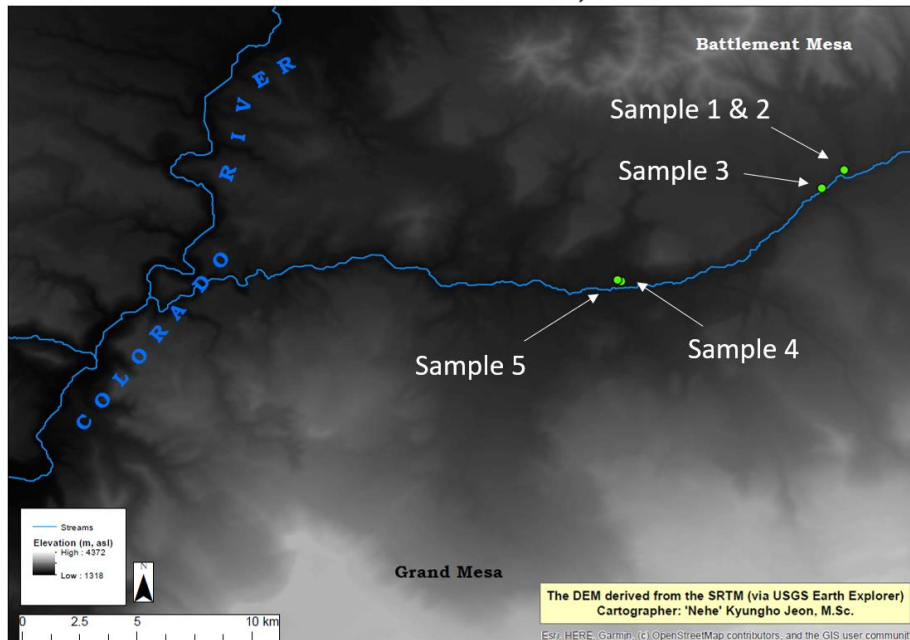 Battlement Mesa
Sample 1 & 2
Sample 3
COLORADO RIVER
Sample 5
Sample 4
Streams
Elevation (m, asl)
High : 4372
Low : 1318
N
Grand Mesa
The DEM derived from the SRTM (via USGS Earth Explorer)
Cartographer: 'Nehe' Kyungho Jeon, M.Sc.
0 2.5 5 10 km
Esri, HERE, Garmin, (c) OpenStreetMap contributors, and the GIS user